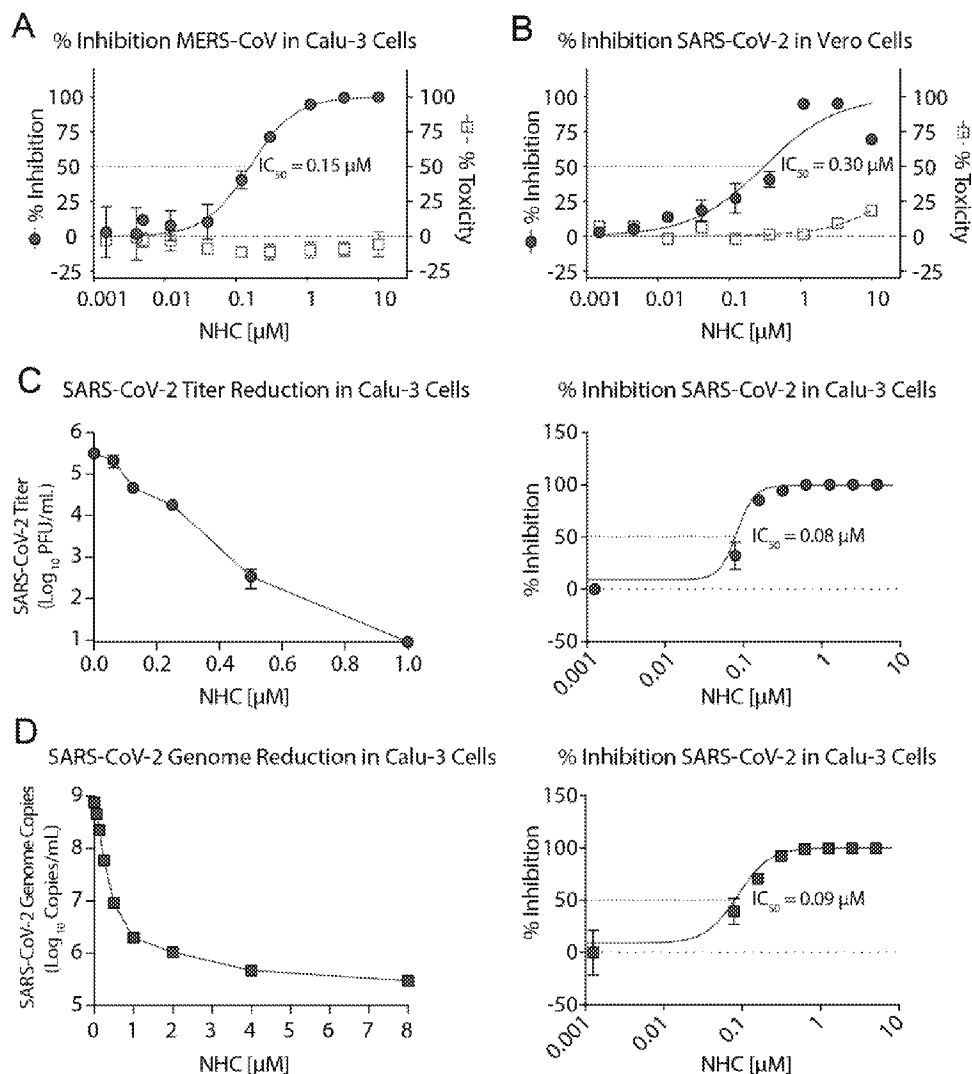 A
% Inhibition MERS-CoV in Calu-3 Cells
% Inhibition
% Toxicity
100
75
50
25
0
-25
100
75
50
25
0
-25
IC50 = 0.15 µM
0.001 0.01 0.1 1 10
NHC [µM]
B
% Inhibition SARS-CoV-2 in Vero Cells
% Inhibition
% Toxicity
100
75
50
25
0
-25
100
75
50
25
0
-25
IC50 = 0.30 µM
0.001 0.01 0.1 1 10
NHC [µM]
C
SARS-CoV-2 Titer Reduction in Calu-3 Cells
SARS-CoV-2 Titer
(Log10 PFU/mL)
6
5
4
3
2
1
0.0 0.2 0.4 0.6 0.8 1.0
NHC [µM]
% Inhibition SARS-CoV-2 in Calu-3 Cells
% Inhibition
150
100
50
0
-50
IC50 = 0.08 µM
0.001 0.01 0.1 1 10
NHC [µM]
D
SARS-CoV-2 Genome Reduction in Calu-3 Cells
SARS-CoV-2 Genome Copies
(Log10 Copies/mL)
9
8
7
6
5
0 1 2 3 4 5 6 7 8
NHC [µM]
% Inhibition SARS-CoV-2 in Calu-3 Cells
% Inhibition
150
100
50
0
-50
IC50 = 0.09 µM
0.001 0.01 0.1 1 10
NHC [µM]